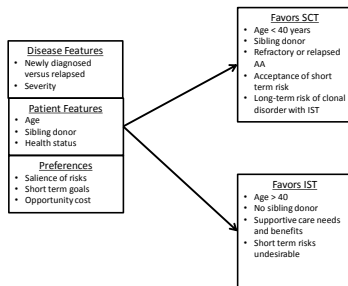 Disease Features
• Newly diagnosed
versus relapsed
• Severity
Patient Features
• Age
• Sibling donor
• Health status
Preferences
• Salience of risks
• Short term goals
• Opportunity cost
Favors SCT
• Age < 40 years
• Sibling donor
• Refractory or relapsed
AA
• Acceptance of short
term risk
• Long-term risk of clonal
disorder with IST
Favors IST
• Age > 40
• No sibling donor
• Supportive care needs
and benefits
• Short term risks
undesirable